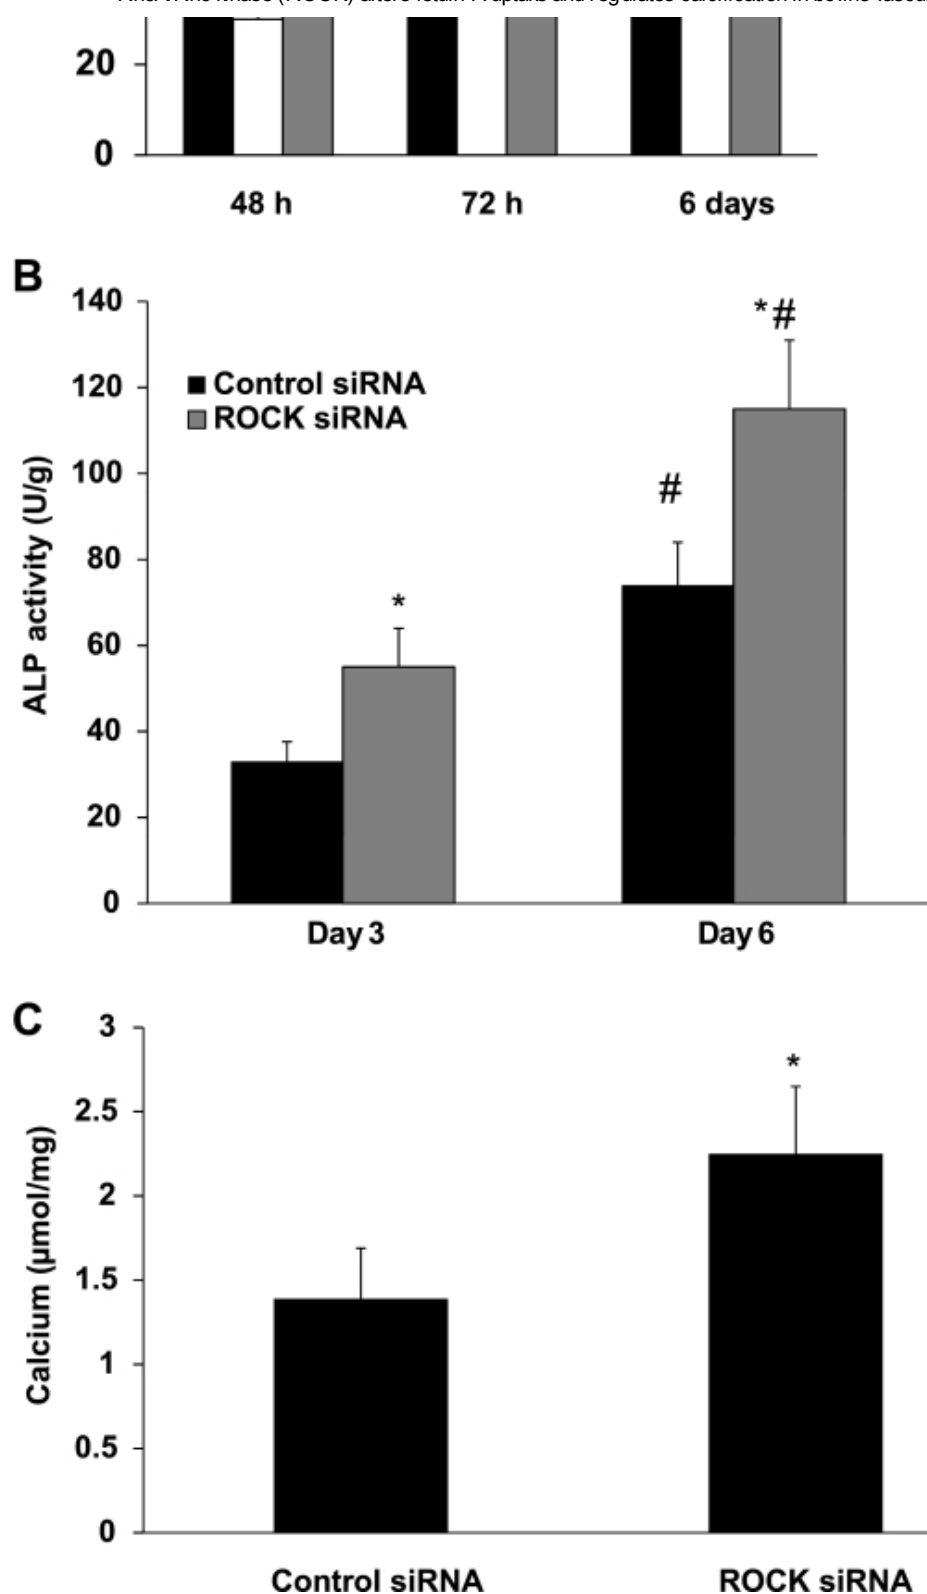 20
0
48 h 72 h 6 days
B
140
120
100
80
60
40
20
0
ALP activity (U/g)
Control siRNA
ROCK siRNA
*
#
*#
Day 3 Day 6
C
3
2.5
2
1.5
1
0.5
0
Calcium (µmol/mg)
*
Control siRNA ROCK siRNA